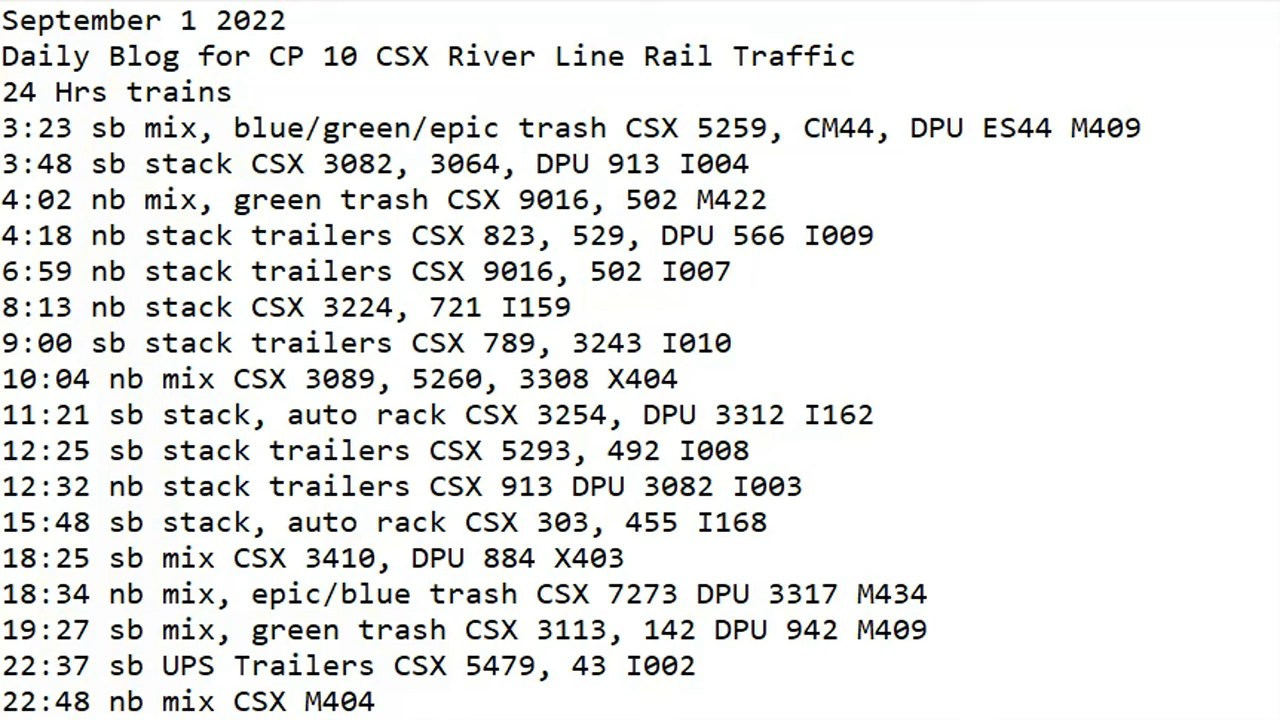 September 1 2022
Daily Blog for CP 10 CSX River Line Rail Traffic
24 Hrs trains
3:23 sb mix, blue/green/epic trash CSX 5259, CM44, DPU ES44 M409
3:48 sb stack CSX 3082, 3064, DPU 913 I004
4:02 nb mix, green trash CSX 9016, 502 M422
4:18 nb stack trailers CSX 823, 529, DPU 566 I009
6:59 nb stack trailers CSX 9016, 502 I007
8:13 nb stack CSX 3224, 721 I159
9:00 sb stack trailers CSX 789, 3243 I010
10:04 nb mix CSX 3089, 5260, 3308 X404
11:21 sb stack, auto rack CSX 3254, DPU 3312 I162
12:25 sb stack trailers CSX 5293, 492 I008
12:32 nb stack trailers CSX 913 DPU 3082 I003
15:48 sb stack, auto rack CSX 303, 455 I168
18:25 sb mix CSX 3410, DPU 884 X403
18:34 nb mix, epic/blue trash CSX 7273 DPU 3317 M434
19:27 sb mix, green trash CSX 3113, 142 DPU 942 M409
22:37 sb UPS Trailers CSX 5479, 43 I002
22:48 nb mix CSX M404